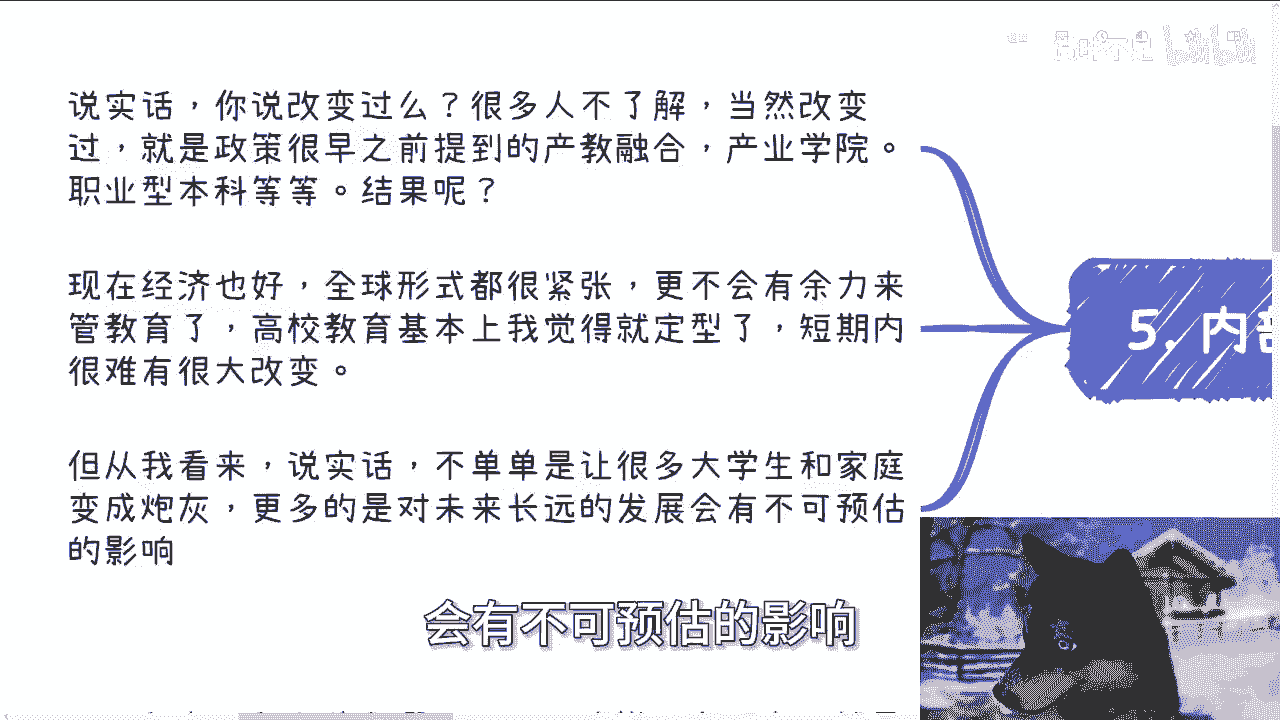 说实话，你说改变过么？很多人不了解，当然改变
过，就是政策很早之前提到的产教融合，产业学院。
职业型本科等等。结果呢？
现在经济也好，全球形式都很紧张，更不会有余力来
管教育了，高校教育基本上我觉得就定型了，短期内
很难有很大改变。
但从我看来，说实话，不单单是让很多大学生和家庭
变成炮灰，更多的是对未来长远的发展会有不可预估
的影响
5. 内
会有不可预估的影响
bilibili